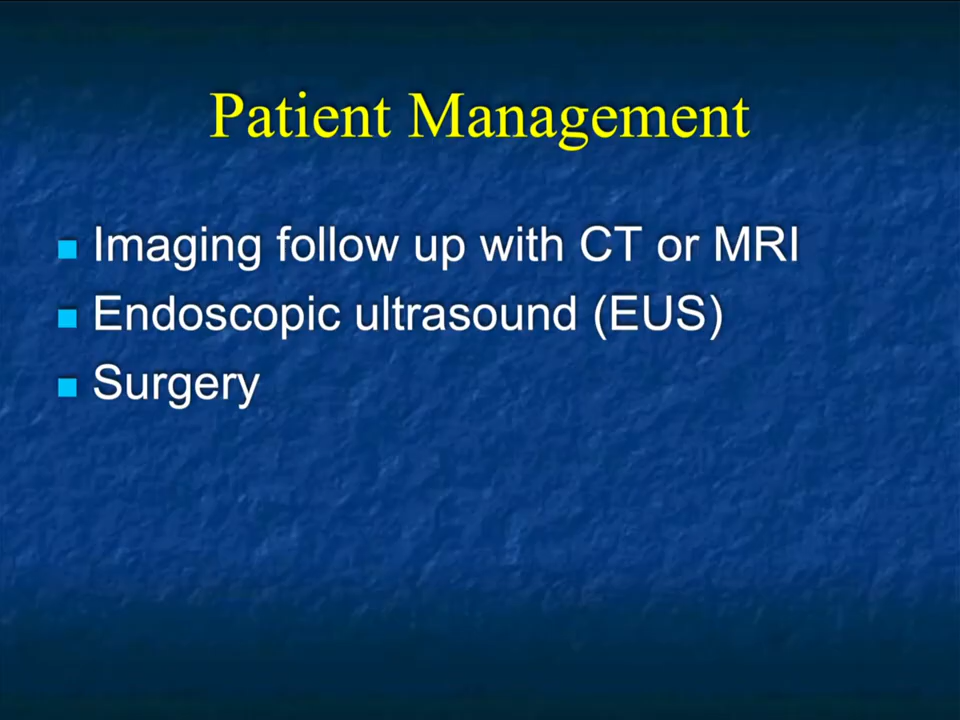 Patient Management
Imaging follow up with CT or MRI
Endoscopic ultrasound (EUS)
Surgery